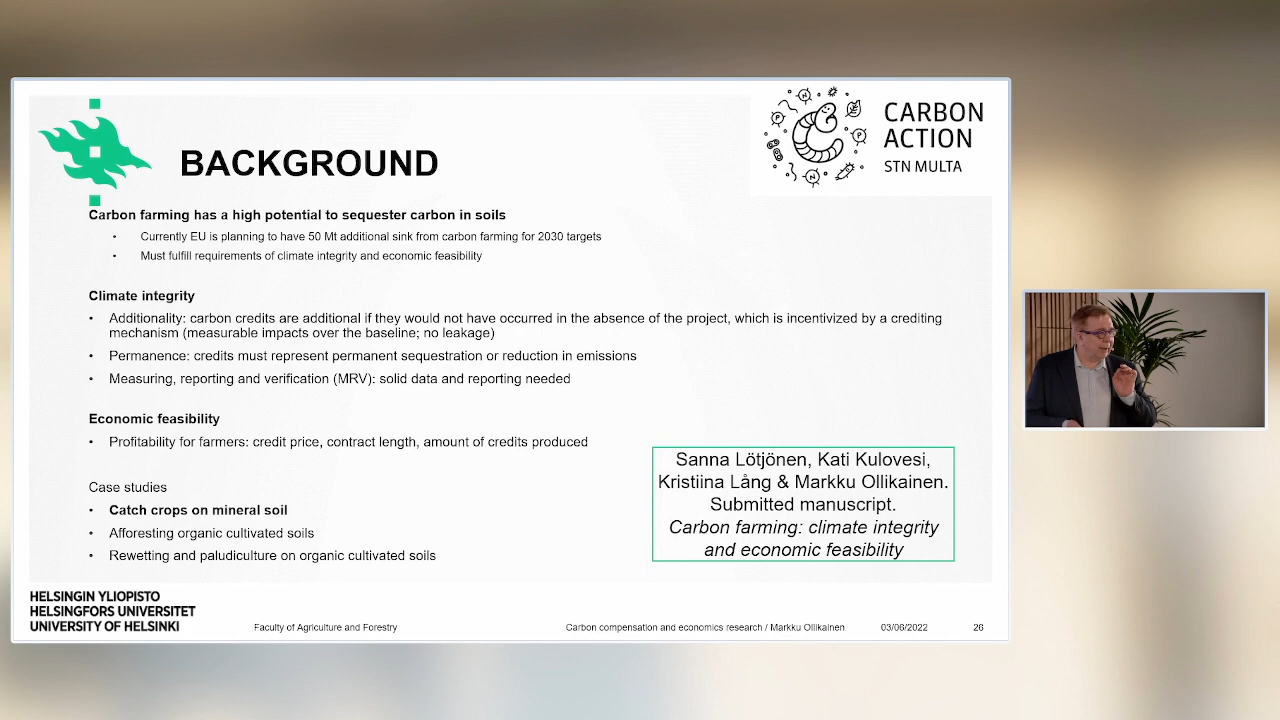 BACKGROUND
CARBON
ACTION
STN MULTA
Carbon farming has a high potential to sequester carbon in soils
• Currently EU is planning to have 50 Mt additional sink from carbon farming for 2030 targets
• Must fulfill requirements of climate integrity and economic feasibility
Climate integrity
• Additionality: carbon credits are additional if they would not have occurred in the absence of the project, which is incentivized by a crediting
mechanism (measurable impacts over the baseline; no leakage)
• Permanence: credits must represent permanent sequestration or reduction in emissions
• Measuring, reporting and verification (MRV): solid data and reporting needed
Economic feasibility
• Profitability for farmers: credit price, contract length, amount of credits produced
Case studies
• Catch crops on mineral soil
• Afforesting organic cultivated soils
• Rewetting and paludiculture on organic cultivated soils
Sanna Lötjönen, Kati Kulovesi,
Kristiina Lång & Markku Ollikainen.
Submitted manuscript.
Carbon farming: climate integrity
and economic feasibility
HELSINGIN YLIOPISTO
HELSINGFORS UNIVERSITET
UNIVERSITY OF HELSINKI
Faculty of Agriculture and Forestry
Carbon compensation and economics research / Markku Ollikainen
03/06/2022
26